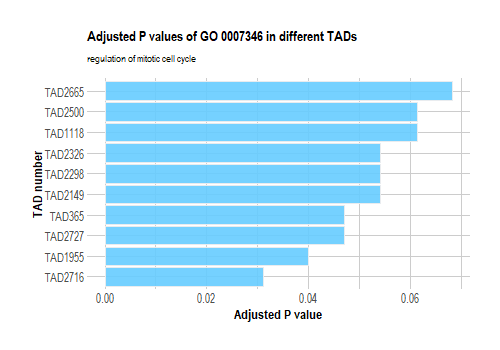 Adjusted P values of GO 0007346 in different TADs
regulation of mitotic cell cycle
TAD number
TAD2665
TAD2500
TAD1118
TAD2326
TAD2298
TAD2149
TAD365
TAD2727
TAD1955
TAD2716
0.00 0.02 0.04 0.06
Adjusted P value